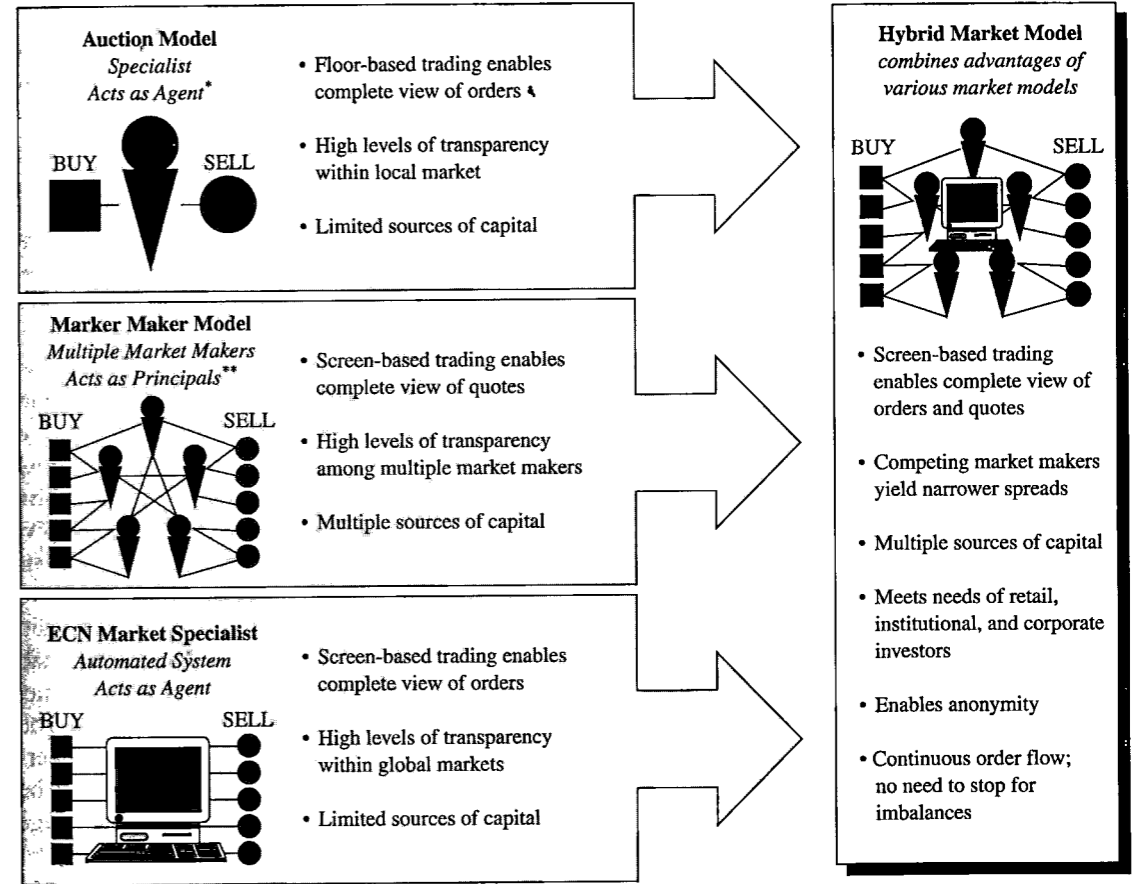 Auction Model
Specialist
Acts as Agent*
BUY
SELL
• Floor-based trading enables
complete view of orders
• High levels of transparency
within local market
• Limited sources of capital
Marker Maker Model
Multiple Market Makers
Acts as Principals**
BUY
SELL
• Screen-based trading enables
complete view of quotes
• High levels of transparency
among multiple market makers
• Multiple sources of capital
ECN Market Specialist
Automated System
Acts as Agent
BUY
SELL
• Screen-based trading enables
complete view of orders
• High levels of transparency
within global markets
• Limited sources of capital
Hybrid Market Model
combines advantages of
various market models
BUY
SELL
• Screen-based trading
enables complete view of
orders and quotes
• Competing market makers
yield narrower spreads
• Multiple sources of capital
• Meets needs of retail,
institutional, and corporate
investors
• Enables anonymity
• Continuous order flow;
no need to stop for
imbalances